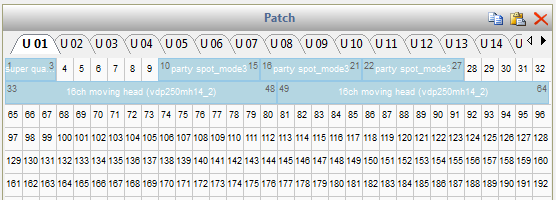 Patch
U 01 U 02 U 03 U 04 U 05 U 06 U 07 U 08 U 09 U 10 U 11 U 12 U 13 U 14 U
1 super qua 3 4 5 6 7 8 9 10 party spot_mode3 15 16 party spot_mode3 21 22 party spot_mode3 27 28 29 30 31 32
33 16ch moving head (vdp250mh14_2) 48 49 16ch moving head (vdp250mh14_2) 64
65 66 67 68 69 70 71 72 73 74 75 76 77 78 79 80 81 82 83 84 85 86 87 88 89 90 91 92 93 94 95 96
97 98 99 100 101 102 103 104 105 106 107 108 109 110 111 112 113 114 115 116 117 118 119 120 121 122 123 124 125 126 127 128
129 130 131 132 133 134 135 136 137 138 139 140 141 142 143 144 145 146 147 148 149 150 151 152 153 154 155 156 157 158 159 160
161 162 163 164 165 166 167 168 169 170 171 172 173 174 175 176 177 178 179 180 181 182 183 184 185 186 187 188 189 190 191 192